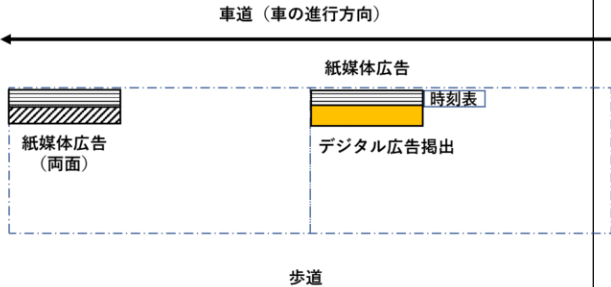 車道（車の進行方向）
紙媒体広告
時刻表
紙媒体広告
（両面）
デジタル広告掲出
歩道